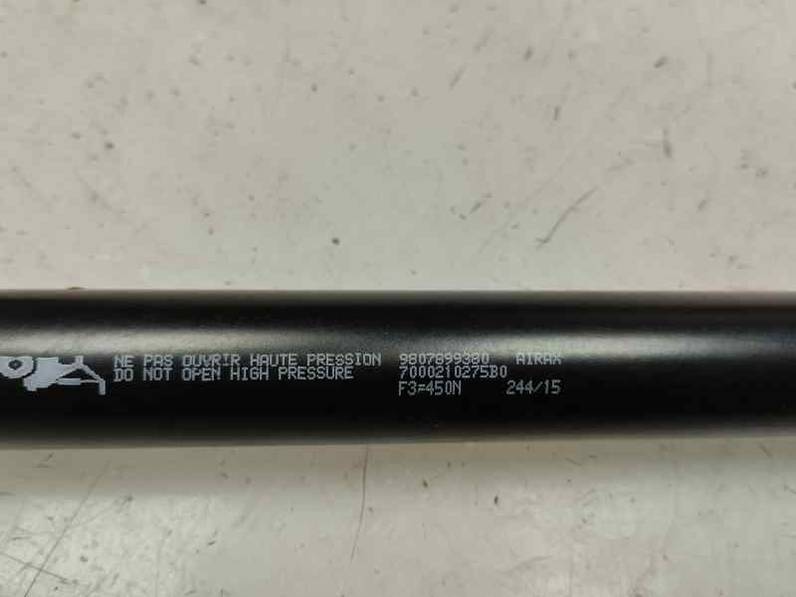 NE PAS OUVRIR HAUTE PRESSION 9807899380 AIRAX
DO NOT OPEN HIGH PRESSURE 7000210275B0
F3=450N 244/15